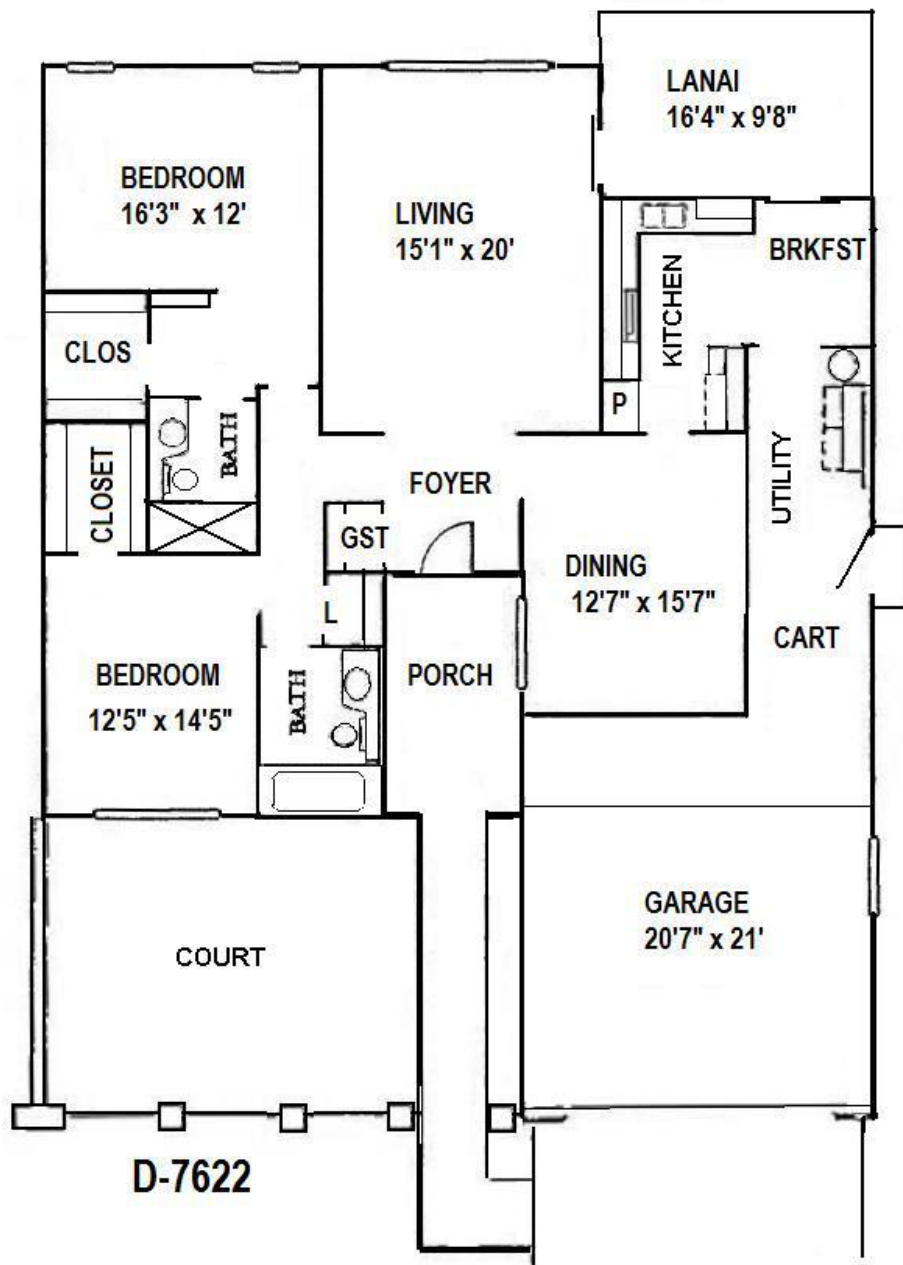 LANAI
16'4" x 9'8"
BEDROOM
16'3" x 12'
LIVING
15'1" x 20'
BRKFST
KITCHEN
CLOS
P
BATH
CLOSET
FOYER
UTILITY
GST
DINING
12'7" x 15'7"
L
CART
BEDROOM
12'5" x 14'5"
BATH
PORCH
GARAGE
20'7" x 21'
COURT
D-7622